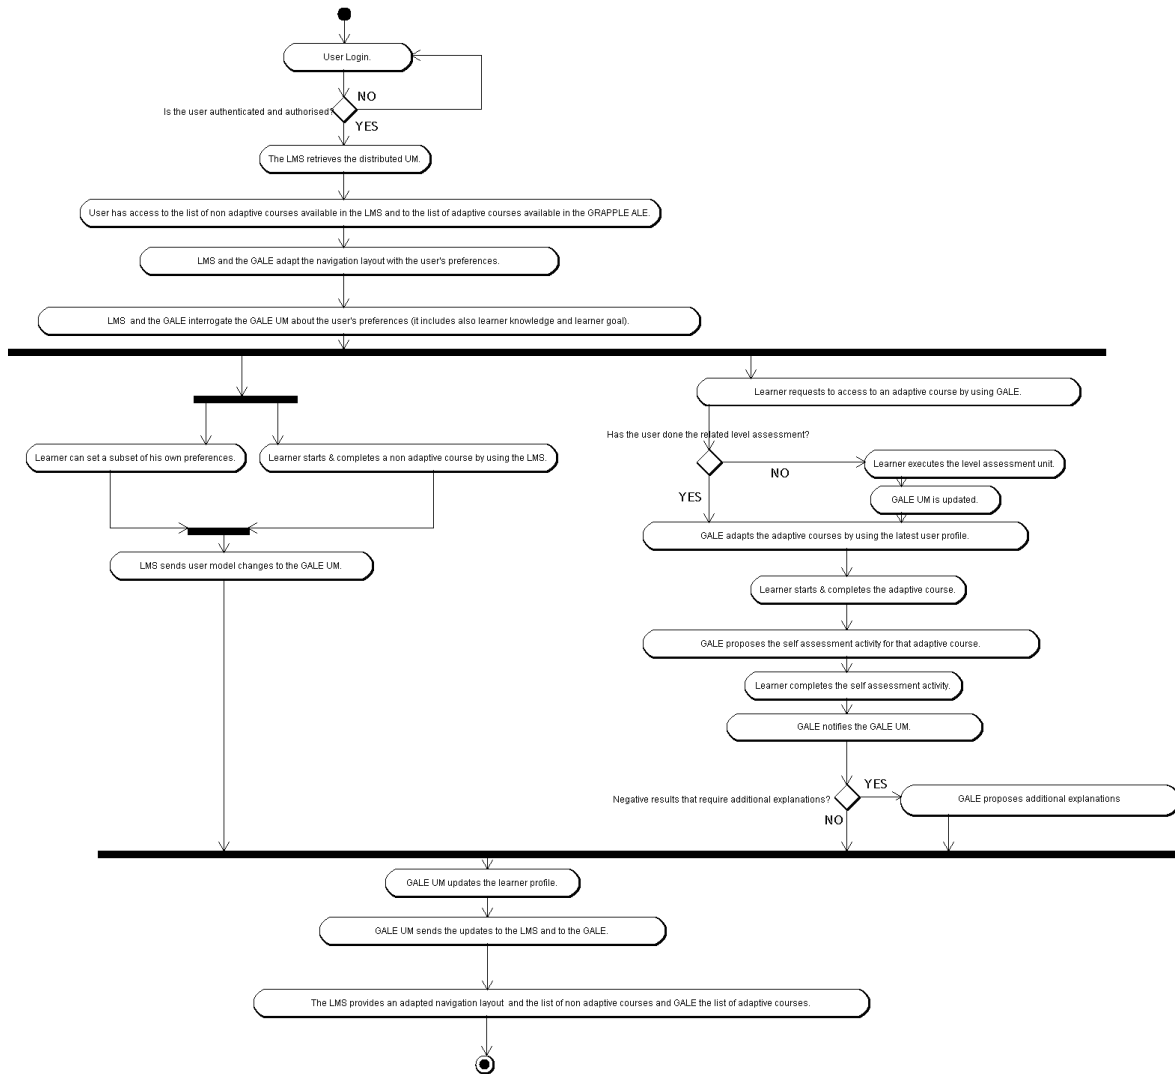 User Login.
NO
Is the user authenticated and authorised?
YES
The LMS retrieves the distributed UM.
User has access to the list of non adaptive courses available in the LMS and to the list of adaptive courses available in the GRAPPLE ALE.
LMS and the GALE adapt the navigation layout with the user's preferences.
LMS and the GALE interrogate the GALE UM about the user's preferences (it includes also learner knowledge and learner goal).
Learner can set a subset of his own preferences.
Learner starts & completes a non adaptive course by using the LMS.
LMS sends user model changes to the GALE UM.
Learner requests to access to an adaptive course by using GALE.
Has the user done the related level assessment?
NO
Learner executes the level assessment unit.
YES
GALE UM is updated.
GALE adapts the adaptive courses by using the latest user profile.
Learner starts & completes the adaptive course.
GALE proposes the self assessment activity for that adaptive course.
Learner completes the self assessment activity.
GALE notifies the GALE UM.
Negative results that require additional explanations?
YES
GALE proposes additional explanations
NO
GALE UM updates the learner profile.
GALE UM sends the updates to the LMS and to the GALE.
The LMS provides an adapted navigation layout and the list of non adaptive courses and GALE the list of adaptive courses.